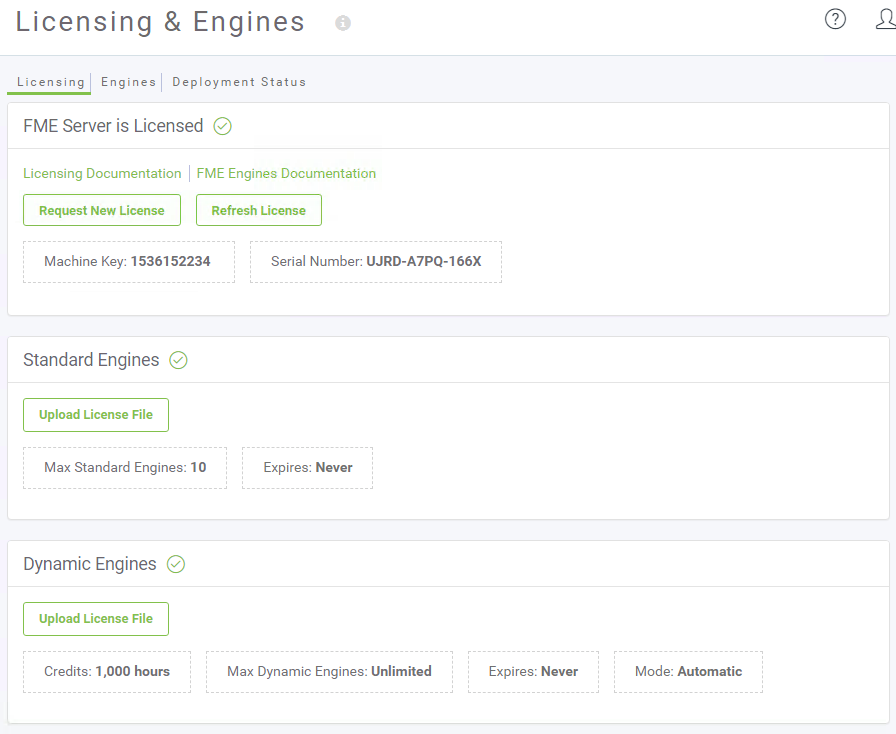 Licensing & Engines
Licensing Engines Deployment Status
FME Server is Licensed
Licensing Documentation FME Engines Documentation
Request New License Refresh License
Machine Key: 1536152234 Serial Number: UJRD-A7PQ-166X
Standard Engines
Upload License File
Max Standard Engines: 10 Expires: Never
Dynamic Engines
Upload License File
Credits: 1,000 hours Max Dynamic Engines: Unlimited Expires: Never Mode: Automatic